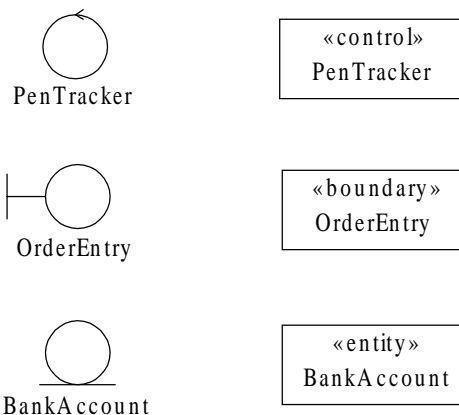 PenTracker
«control»
PenTracker
OrderEntry
«boundary»
OrderEntry
BankAccount
«entity»
BankAccount